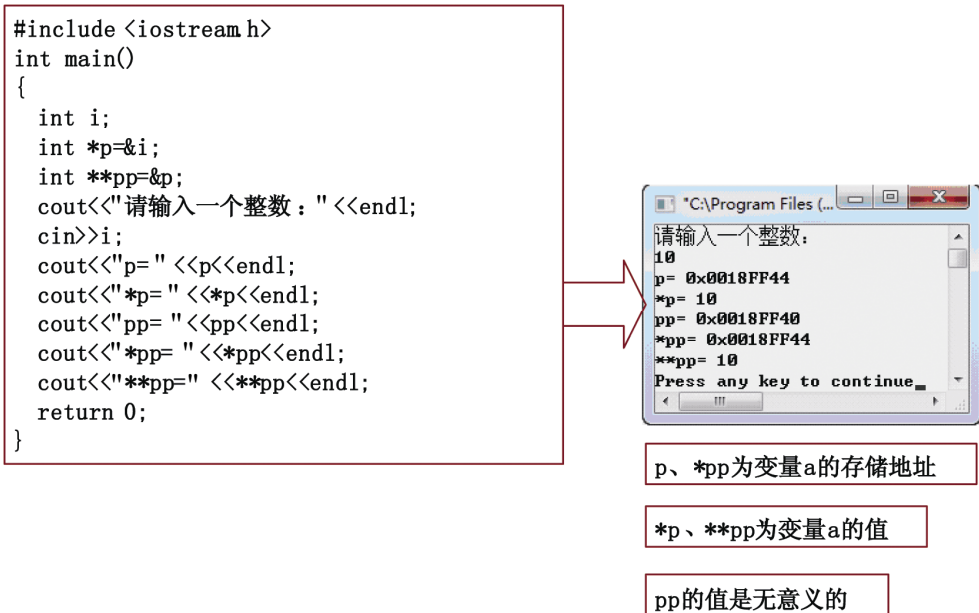 #include <iostream.h>
int main()
{
int i;
int *p=&i;
int **pp=&p;
cout<<"请输入一个整数："<<endl;
cin>>i;
cout<<"p= "<<p<<endl;
cout<<"*p= "<<*p<<endl;
cout<<"pp= "<<pp<<endl;
cout<<"*pp= "<<*pp<<endl;
cout<<"**pp=" <<**pp<<endl;
return 0;
}
"C:\Program Files (...
请输入一个整数：
10
p= 0x0018FF44
*p= 10
pp= 0x0018FF40
*pp= 0x0018FF44
**pp= 10
Press any key to continue_
p、*pp为变量a的存储地址
*p、**pp为变量a的值
pp的值是无意义的